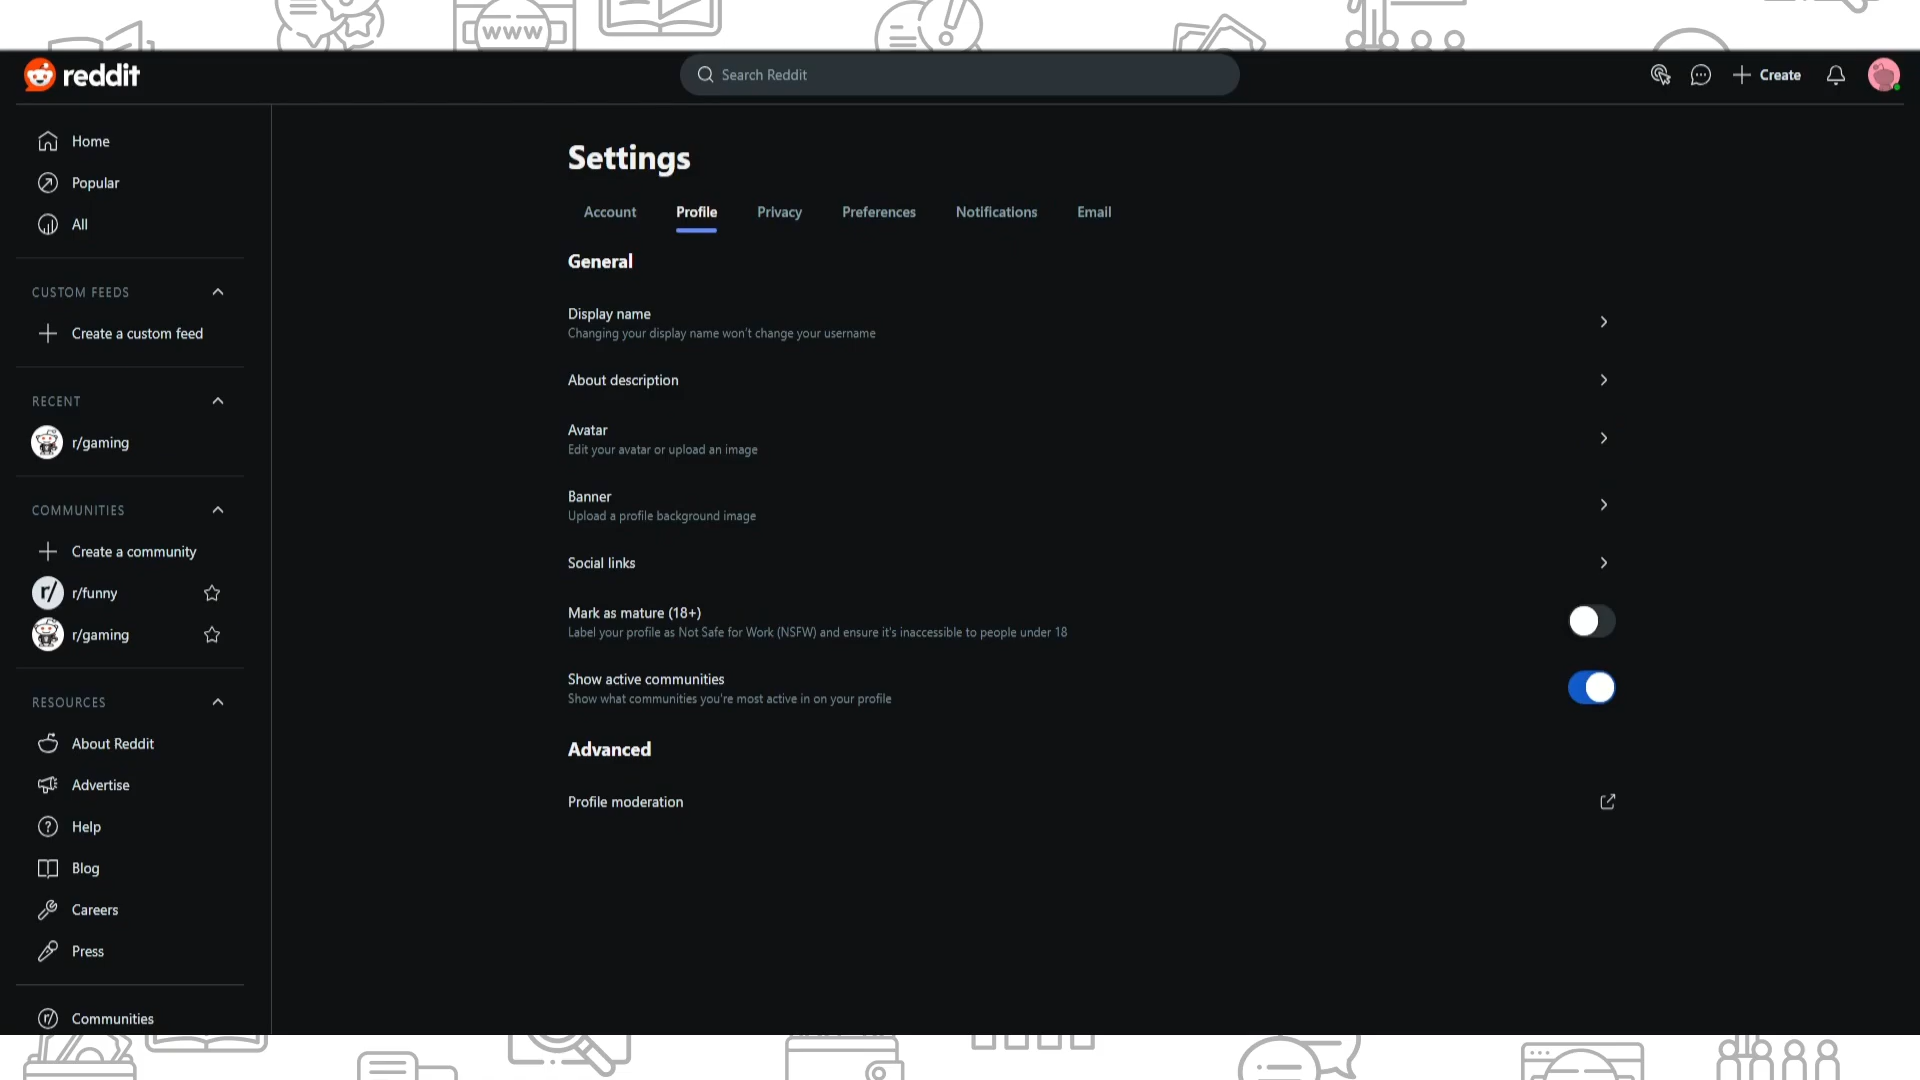 WWW
reddit
Search Reddit
Create
Home
Popular
All
CUSTOM FEEDS
Create a custom feed
RECENT
r/gaming
COMMUNITIES
Create a community
r/ r/funny
r/gaming
RESOURCES
About Reddit
Advertise
Help
Blog
Careers
Press
r/ Communities
Settings
Account Profile Privacy Preferences Notifications Email
General
Display name
Changing your display name won't change your username
About description
Avatar
Edit your avatar or upload an image
Banner
Upload a profile background image
Social links
Mark as mature (18+)
Label your profile as Not Safe for Work (NSFW) and ensure it's inaccessible to people under 18
Show active communities
Show what communities you're most active in on your profile
Advanced
Profile moderation